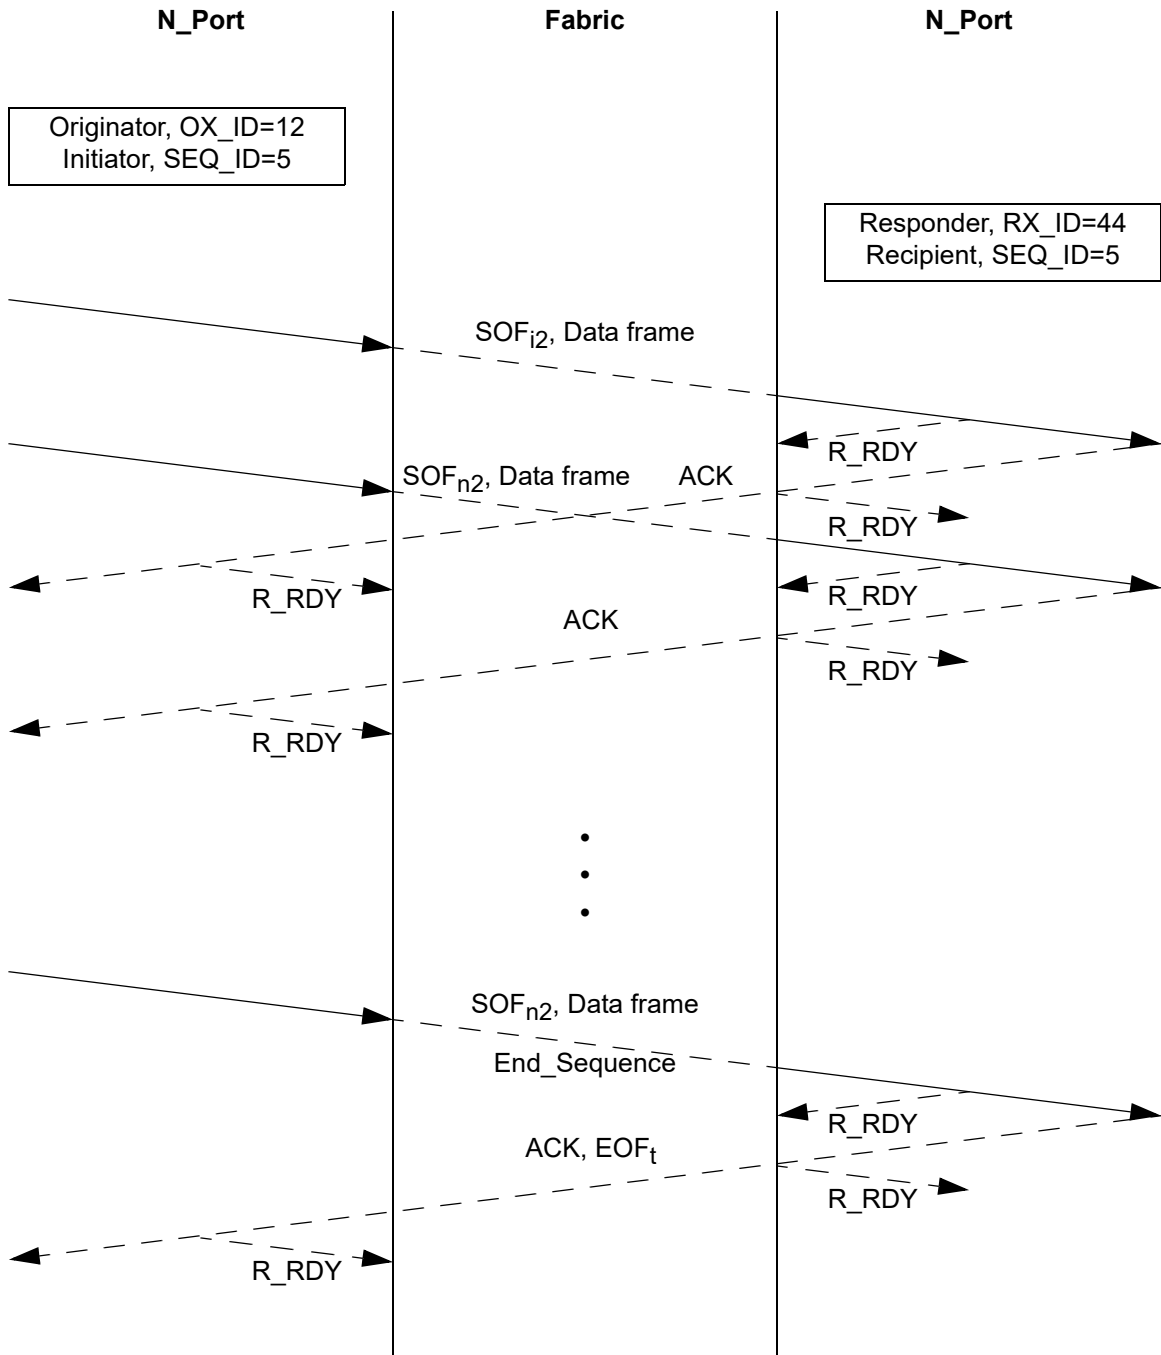 N_Port Fabric N_Port
Originator, OX_ID=12
Initiator, SEQ_ID=5
Responder, RX_ID=44
Recipient, SEQ_ID=5
SOFi2, Data frame
R_RDY
SOFn2, Data frame ACK
R_RDY
R_RDY
R_RDY
ACK
R_RDY
R_RDY
SOFn2, Data frame
End_Sequence
R_RDY
ACK, EOFt
R_RDY
R_RDY